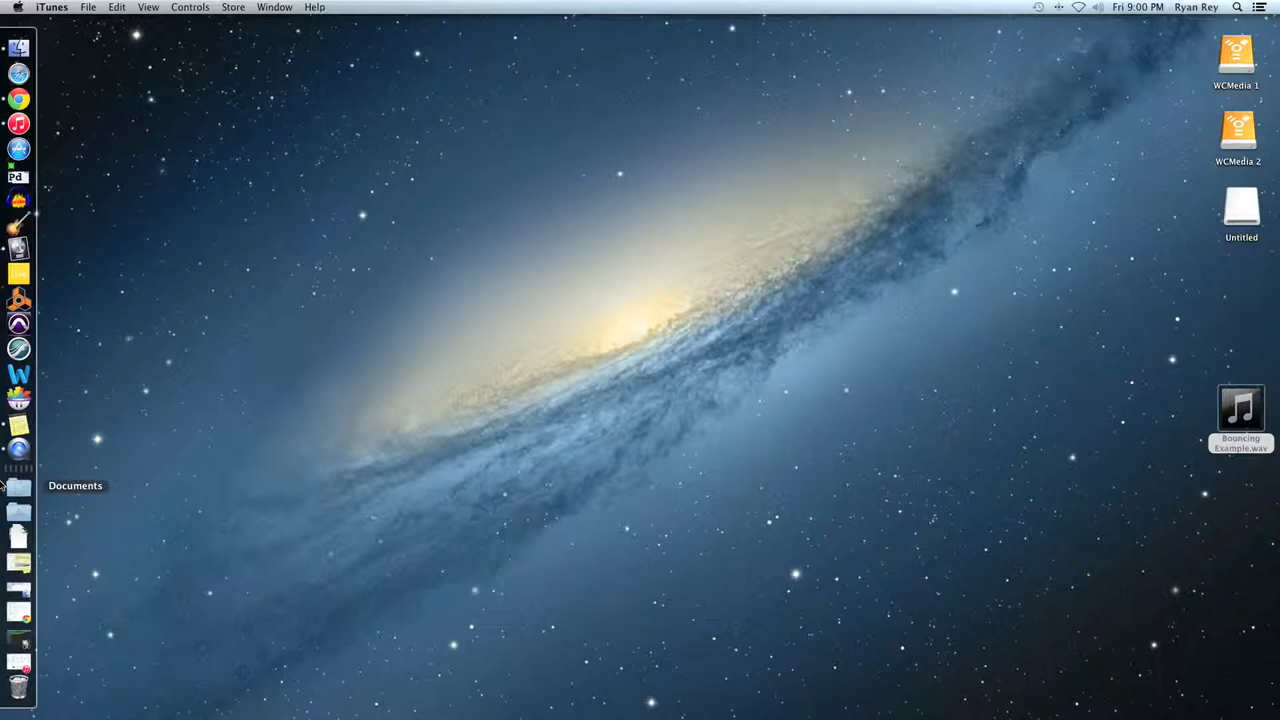 iTunes File Edit View Controls Store Window Help Fri 9:00 PM Ryan Rey
WCMedia 1
WCMedia 2
Untitled
Pd
Bouncing
Example.wav
Documents